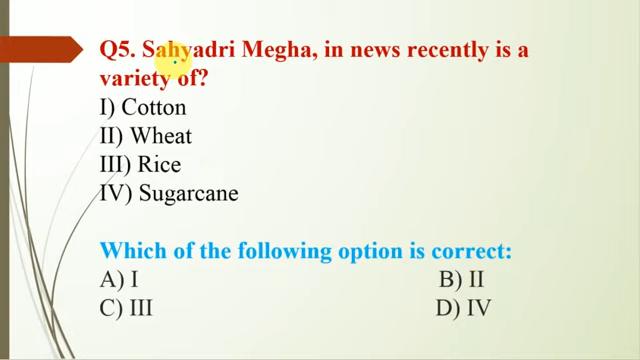 Q5. Sahyadri Megha, in news recently is a
variety of?
I) Cotton
II) Wheat
III) Rice
IV) Sugarcane
Which of the following option is correct:
A) I B) II
C) III D) IV